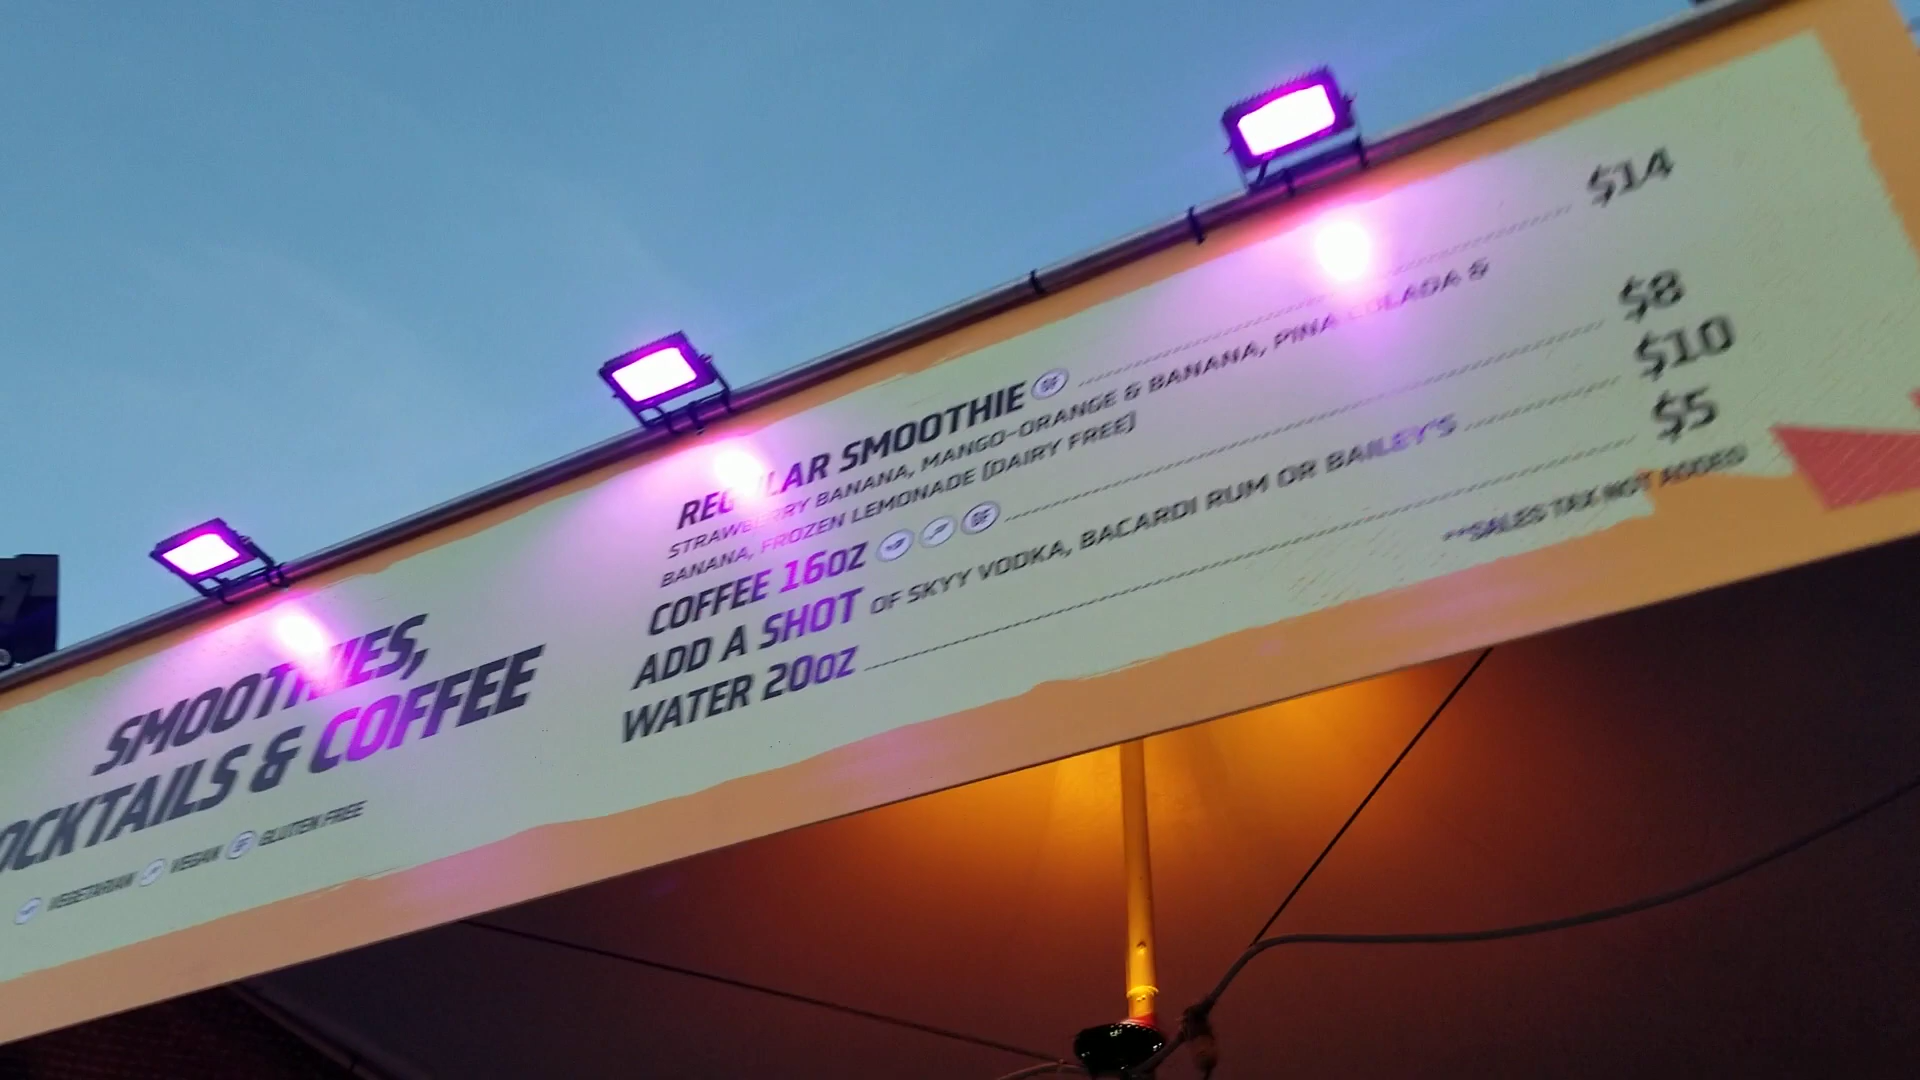 SMOOTHIES,
OCKTAILS & COFFEE
VEGETARIAN VEGAN GF GLUTEN FREE
REGULAR SMOOTHIE GF $14
STRAWBERRY BANANA, MANGO-ORANGE & BANANA, PINA COLADA &
BANANA, FROZEN LEMONADE (DAIRY FREE)
COFFEE 16OZ GF $8
ADD A SHOT OF SKYY VODKA, BACARDI RUM OR BAILEY'S $10
WATER 20OZ $5
**SALES TAX NOT ADDED